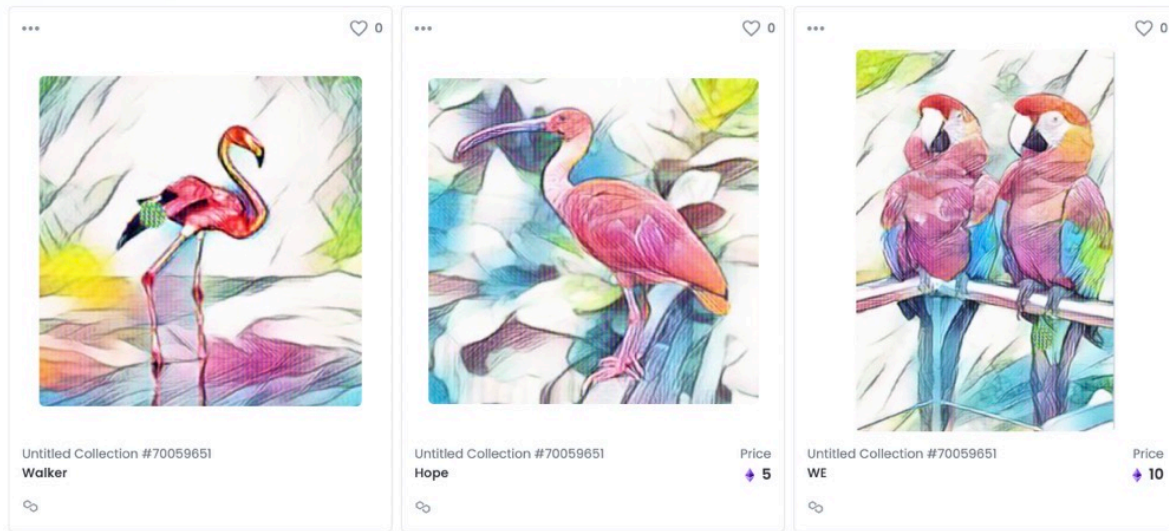 0
0
0
Untitled Collection #70059651
Walker
Untitled Collection #70059651
Price
Hope
5
Untitled Collection #70059651
Price
WE
10